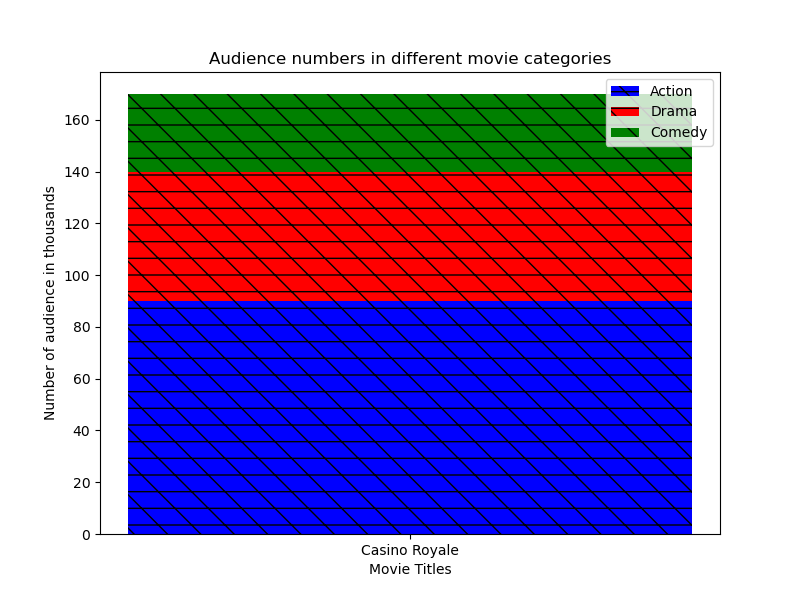 Audience numbers in different movie categories
Action
Drama
Comedy
Number of audience in thousands
160
140
120
100
80
60
40
20
0
Casino Royale
Movie Titles